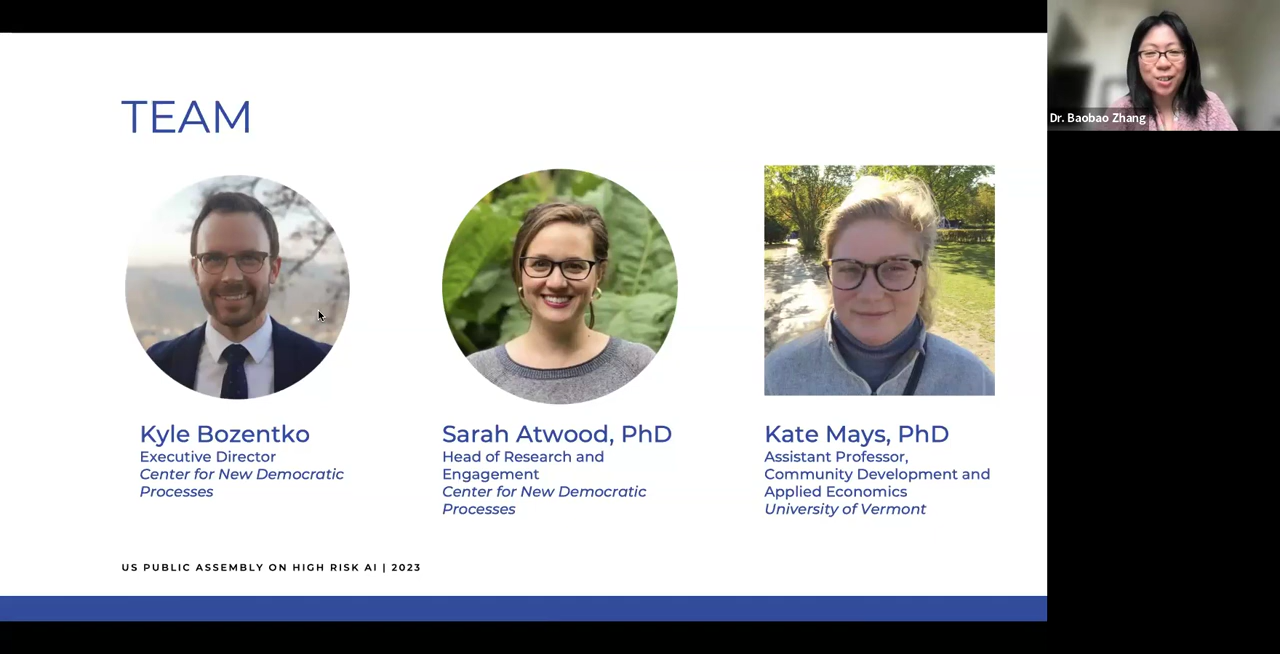 TEAM
Dr. Baobao Zhang
Kyle Bozentko
Executive Director
Center for New Democratic
Processes
Sarah Atwood, PhD
Head of Research and
Engagement
Center for New Democratic
Processes
Kate Mays, PhD
Assistant Professor,
Community Development and
Applied Economics
University of Vermont
US PUBLIC ASSEMBLY ON HIGH RISK AI | 2023